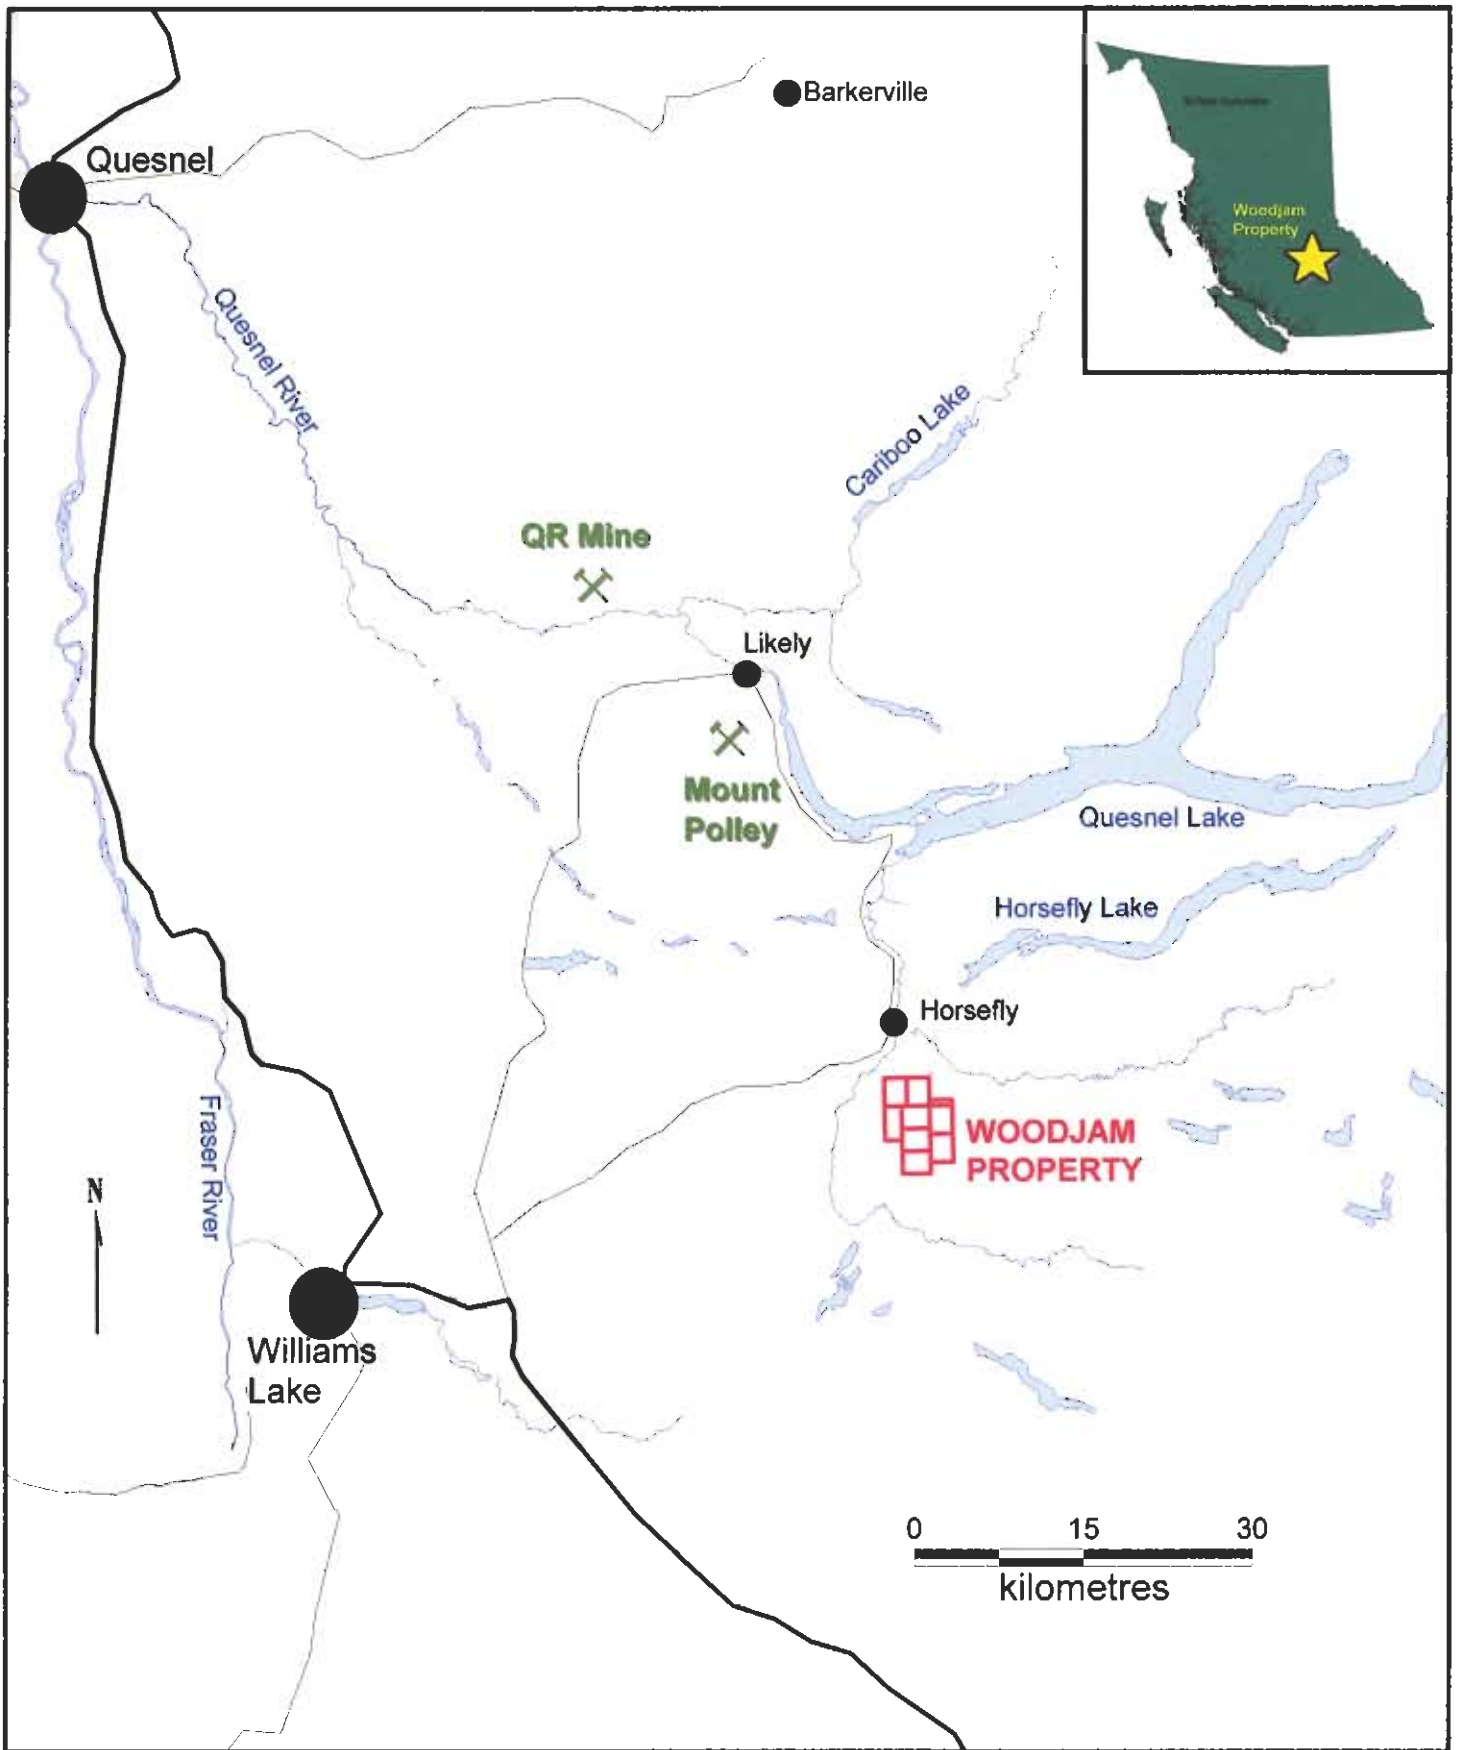 Barkerville
Quesnel
Woodjam
Property
Quesnel River
Cariboo Lake
QR Mine
Likely
Mount
Polley
Quesnel Lake
Horsefly Lake
Horsefly
WOODJAM
PROPERTY
Fraser River
N
Williams
Lake
0 15 30
kilometres